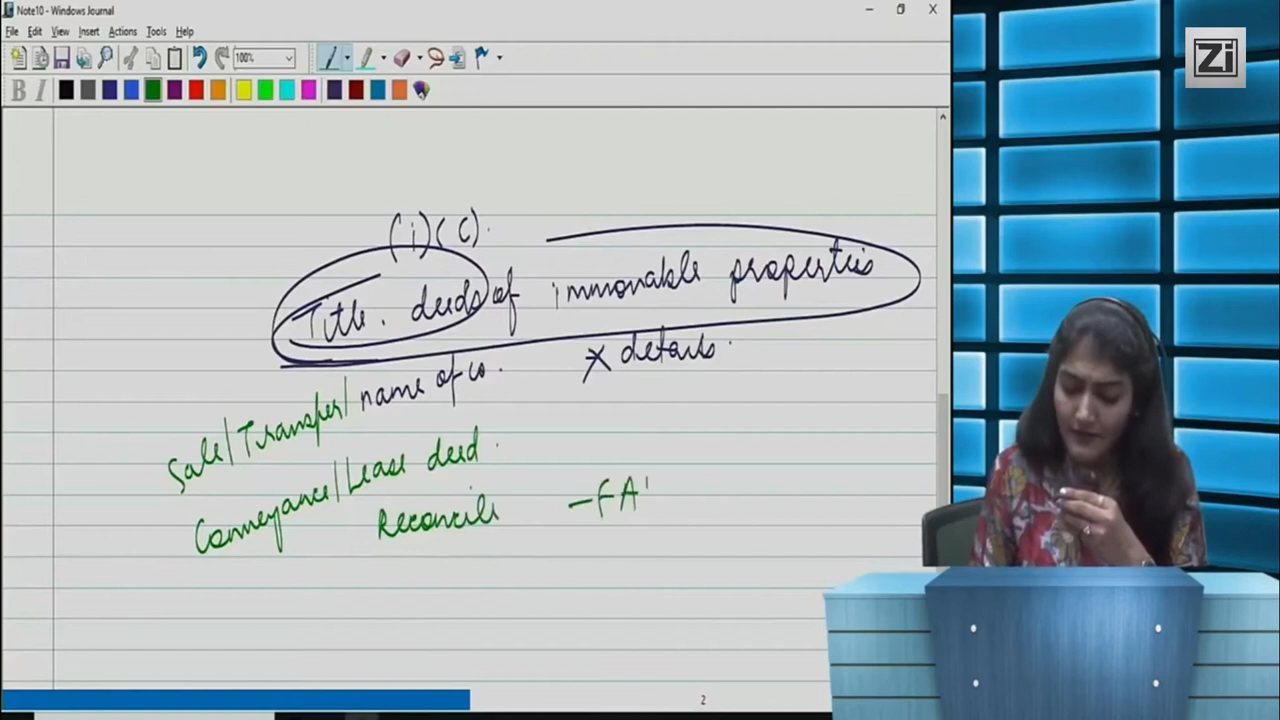 Note10 - Windows Journal
File Edit View Insert Actions Tools Help
100%
B I
Zi
(i)(c).
Title. deeds of immovable properties
name of co. X details.
Sale/Transfer/
Conveyance/Lease deed.
Reconcile - FA
2